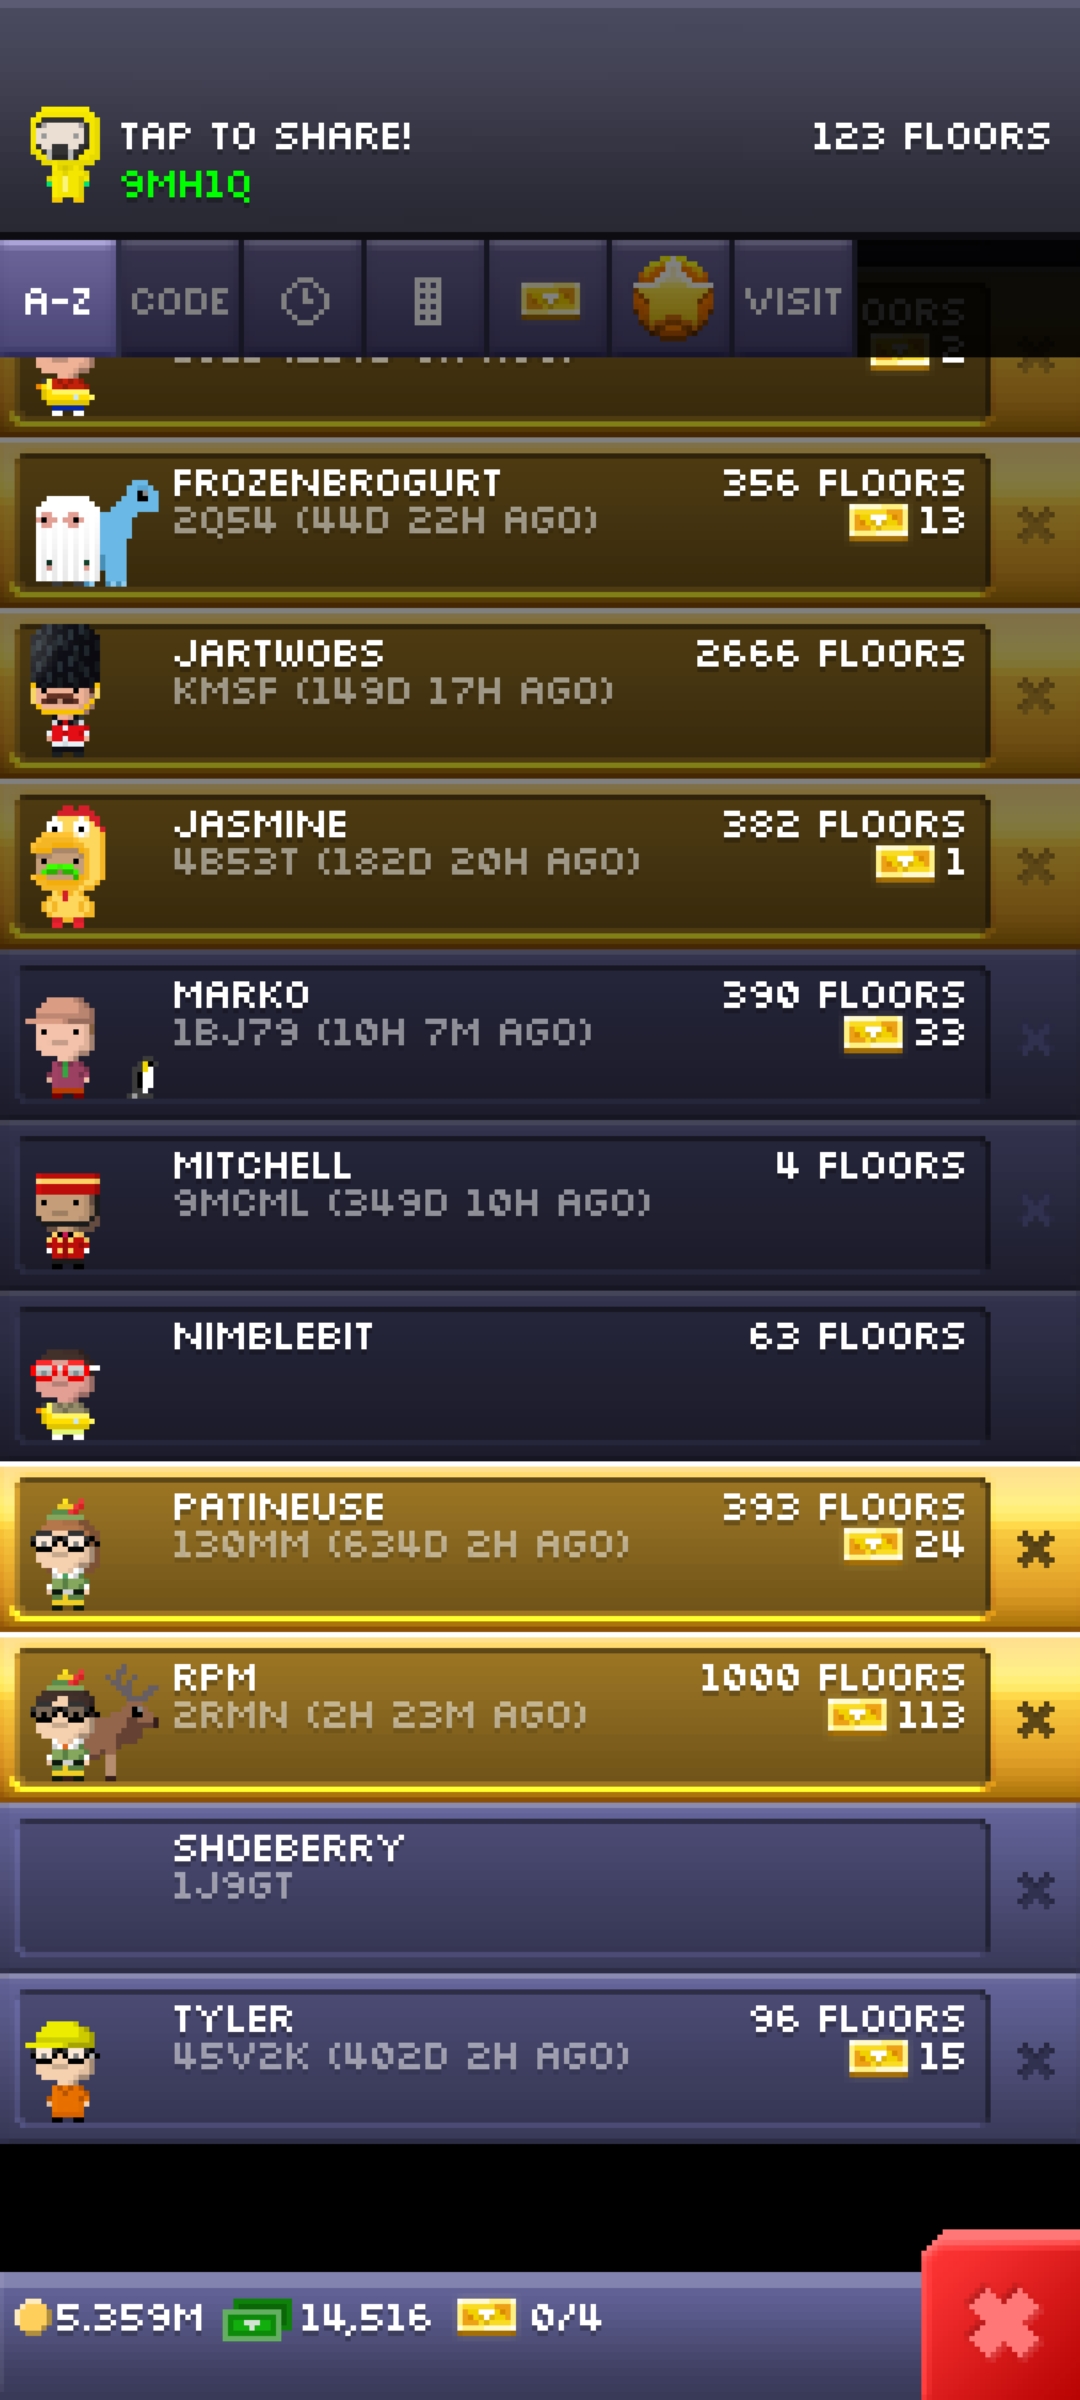 TAP TO SHARE!
123 FLOORS
9MH1Q
A-Z
CODE
VISIT
2
FROZENBROGURT
356 FLOORS
2Q54 (44D 22H AGO)
13
JARTWOBS
2666 FLOORS
KMSF (149D 17H AGO)
JASMINE
382 FLOORS
4B53T (182D 20H AGO)
1
MARKO
390 FLOORS
1BJ79 (10H 7M AGO)
33
MITCHELL
4 FLOORS
9MCML (349D 10H AGO)
NIMBLEBIT
63 FLOORS
PATINEUSE
393 FLOORS
130MM (634D 2H AGO)
24
RPM
1000 FLOORS
2RMN (2H 23M AGO)
113
SHOEBERRY
1J9GT
TYLER
96 FLOORS
45V2K (402D 2H AGO)
15
5.359M
14,516
0/4